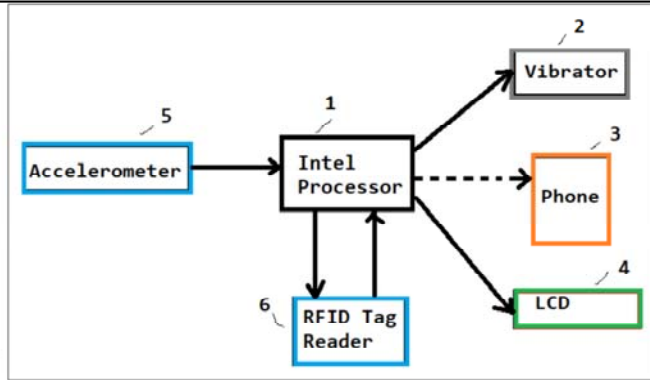 2
Vibrator
1
5
3
Intel
Processor
Accelerometer
Phone
4
6
RFID Tag
Reader
LCD